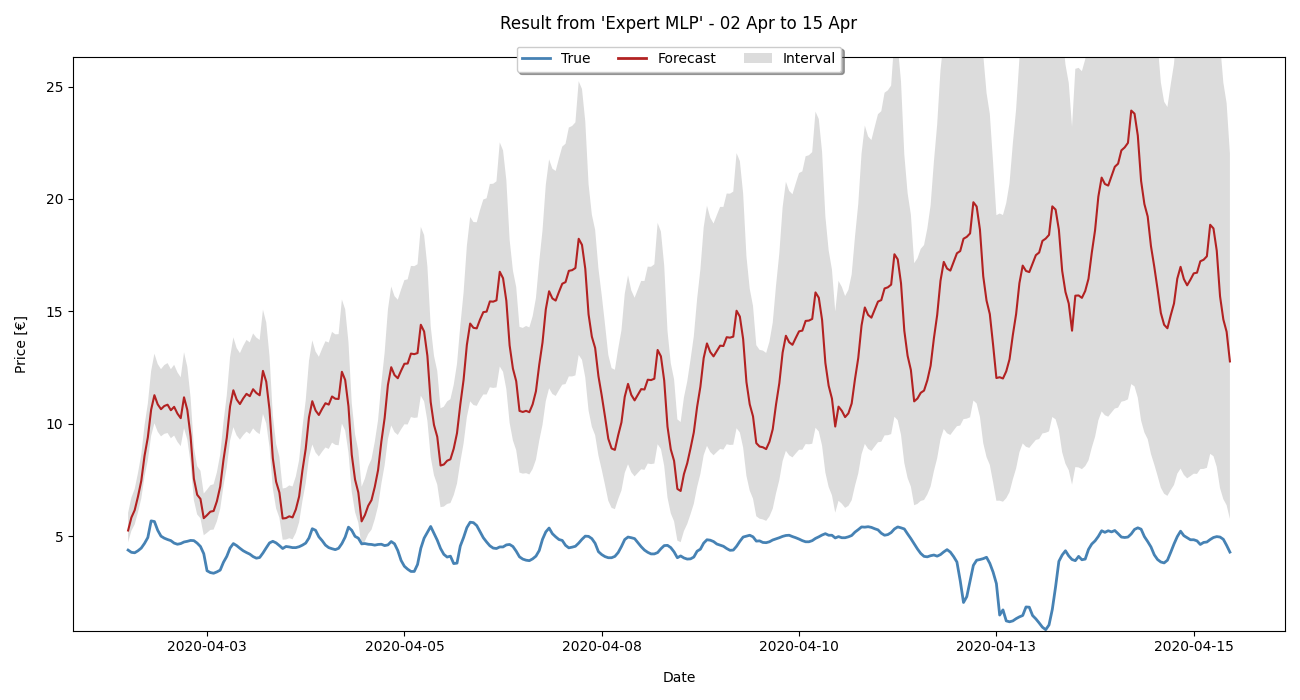 Result from 'Expert MLP' - 02 Apr to 15 Apr
True Forecast Interval
25
20
15
10
5
Price [€]
2020-04-03 2020-04-05 2020-04-08 2020-04-10 2020-04-13 2020-04-15
Date